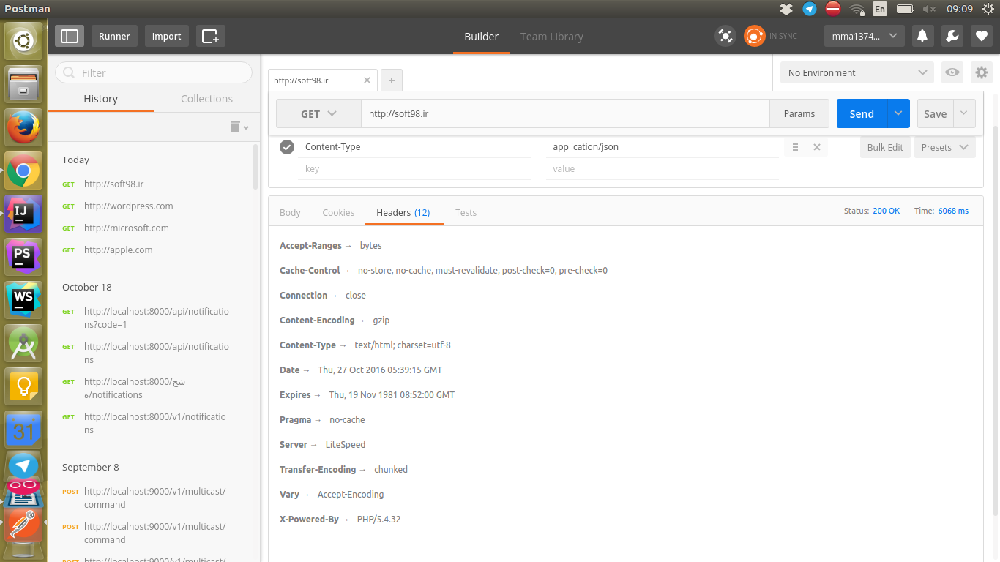 Postman
En
09:09
Runner
Import
Builder
Team Library
IN SYNC
mma1374...
Filter
History
Collections
Today
GET http://soft98.ir
GET http://wordpress.com
GET http://microsoft.com
GET http://apple.com
October 18
GET http://localhost:8000/api/notificatio
ns?code=1
GET http://localhost:8000/api/notificatio
ns
GET http://localhost:8000/شح
ه/notifications
GET http://localhost:8000/v1/notificatio
ns
September 8
POST http://localhost:9000/v1/multicast/
command
POST http://localhost:9000/v1/multicast/
command
POST http://localhost:9000/v1/multicast/
http://soft98.ir
No Environment
GET
http://soft98.ir
Params
Send
Save
Content-Type application/json
Bulk Edit
Presets
key value
Body
Cookies
Headers (12)
Tests
Status: 200 OK
Time: 6068 ms
Accept-Ranges → bytes
Cache-Control → no-store, no-cache, must-revalidate, post-check=0, pre-check=0
Connection → close
Content-Encoding → gzip
Content-Type → text/html; charset=utf-8
Date → Thu, 27 Oct 2016 05:39:15 GMT
Expires → Thu, 19 Nov 1981 08:52:00 GMT
Pragma → no-cache
Server → LiteSpeed
Transfer-Encoding → chunked
Vary → Accept-Encoding
X-Powered-By → PHP/5.4.32
IJ
PS
WS
31